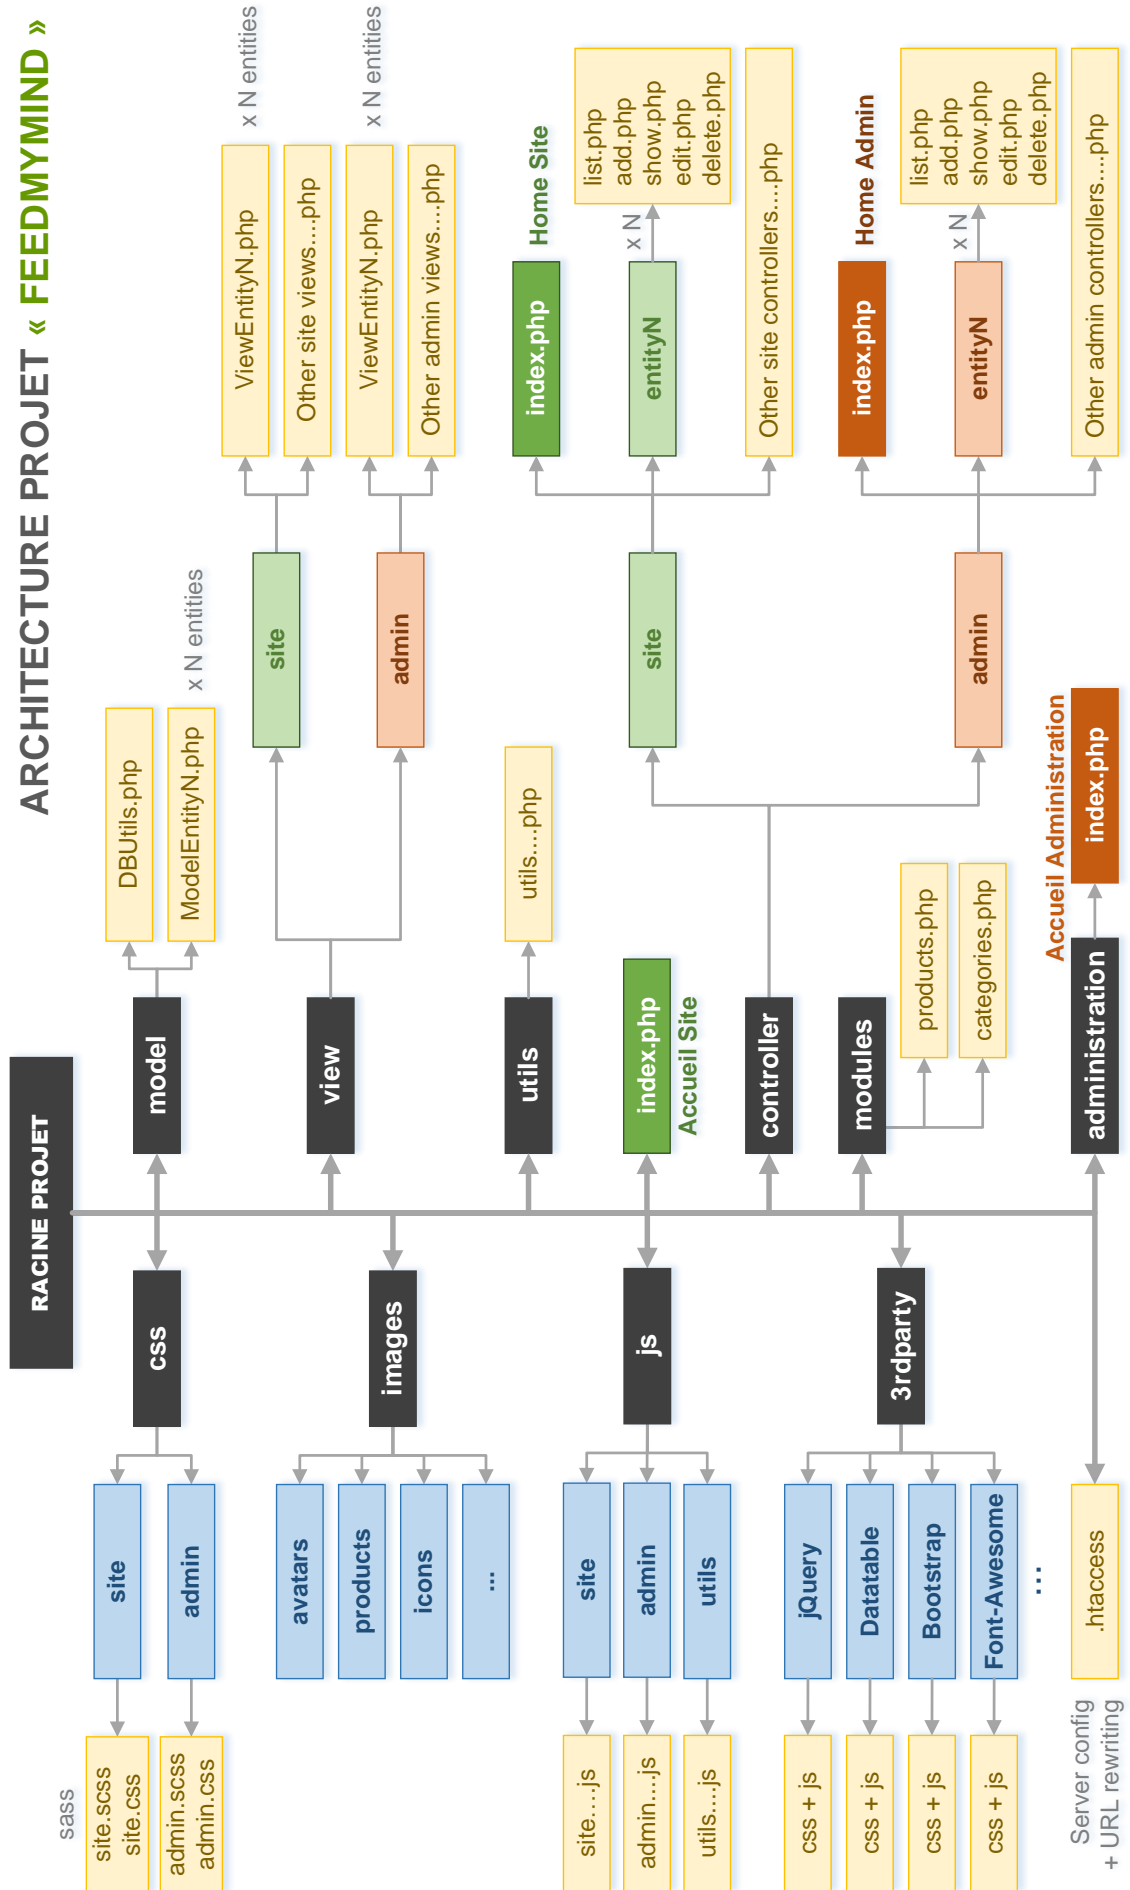 ARCHITECTURE PROJET « FEEDMYMIND »
RACINE PROJET
sass
site.scss
site.css
admin.scss
admin.css
site
admin
css
model
DBUtils.php
ModelEntityN.php
x N entities
avatars
products
icons
...
images
view
site
admin
ViewEntityN.php
x N entities
Other site views....php
ViewEntityN.php
x N entities
Other admin views....php
utils
utils....php
site....js
admin...js
utils....js
site
admin
utils
js
index.php
Accueil Site
controller
site
index.php
Home Site
entityN
x N
list.php
add.php
show.php
edit.php
delete.php
Other site controllers....php
admin
index.php
Home Admin
entityN
x N
list.php
add.php
show.php
edit.php
delete.php
Other admin controllers....php
css + js
css + js
css + js
css + js
jQuery
Datatable
Bootstrap
Font-Awesome
...
3rdparty
modules
products.php
categories.php
Server config
+ URL rewriting
.htaccess
administration
Accueil Administration
index.php